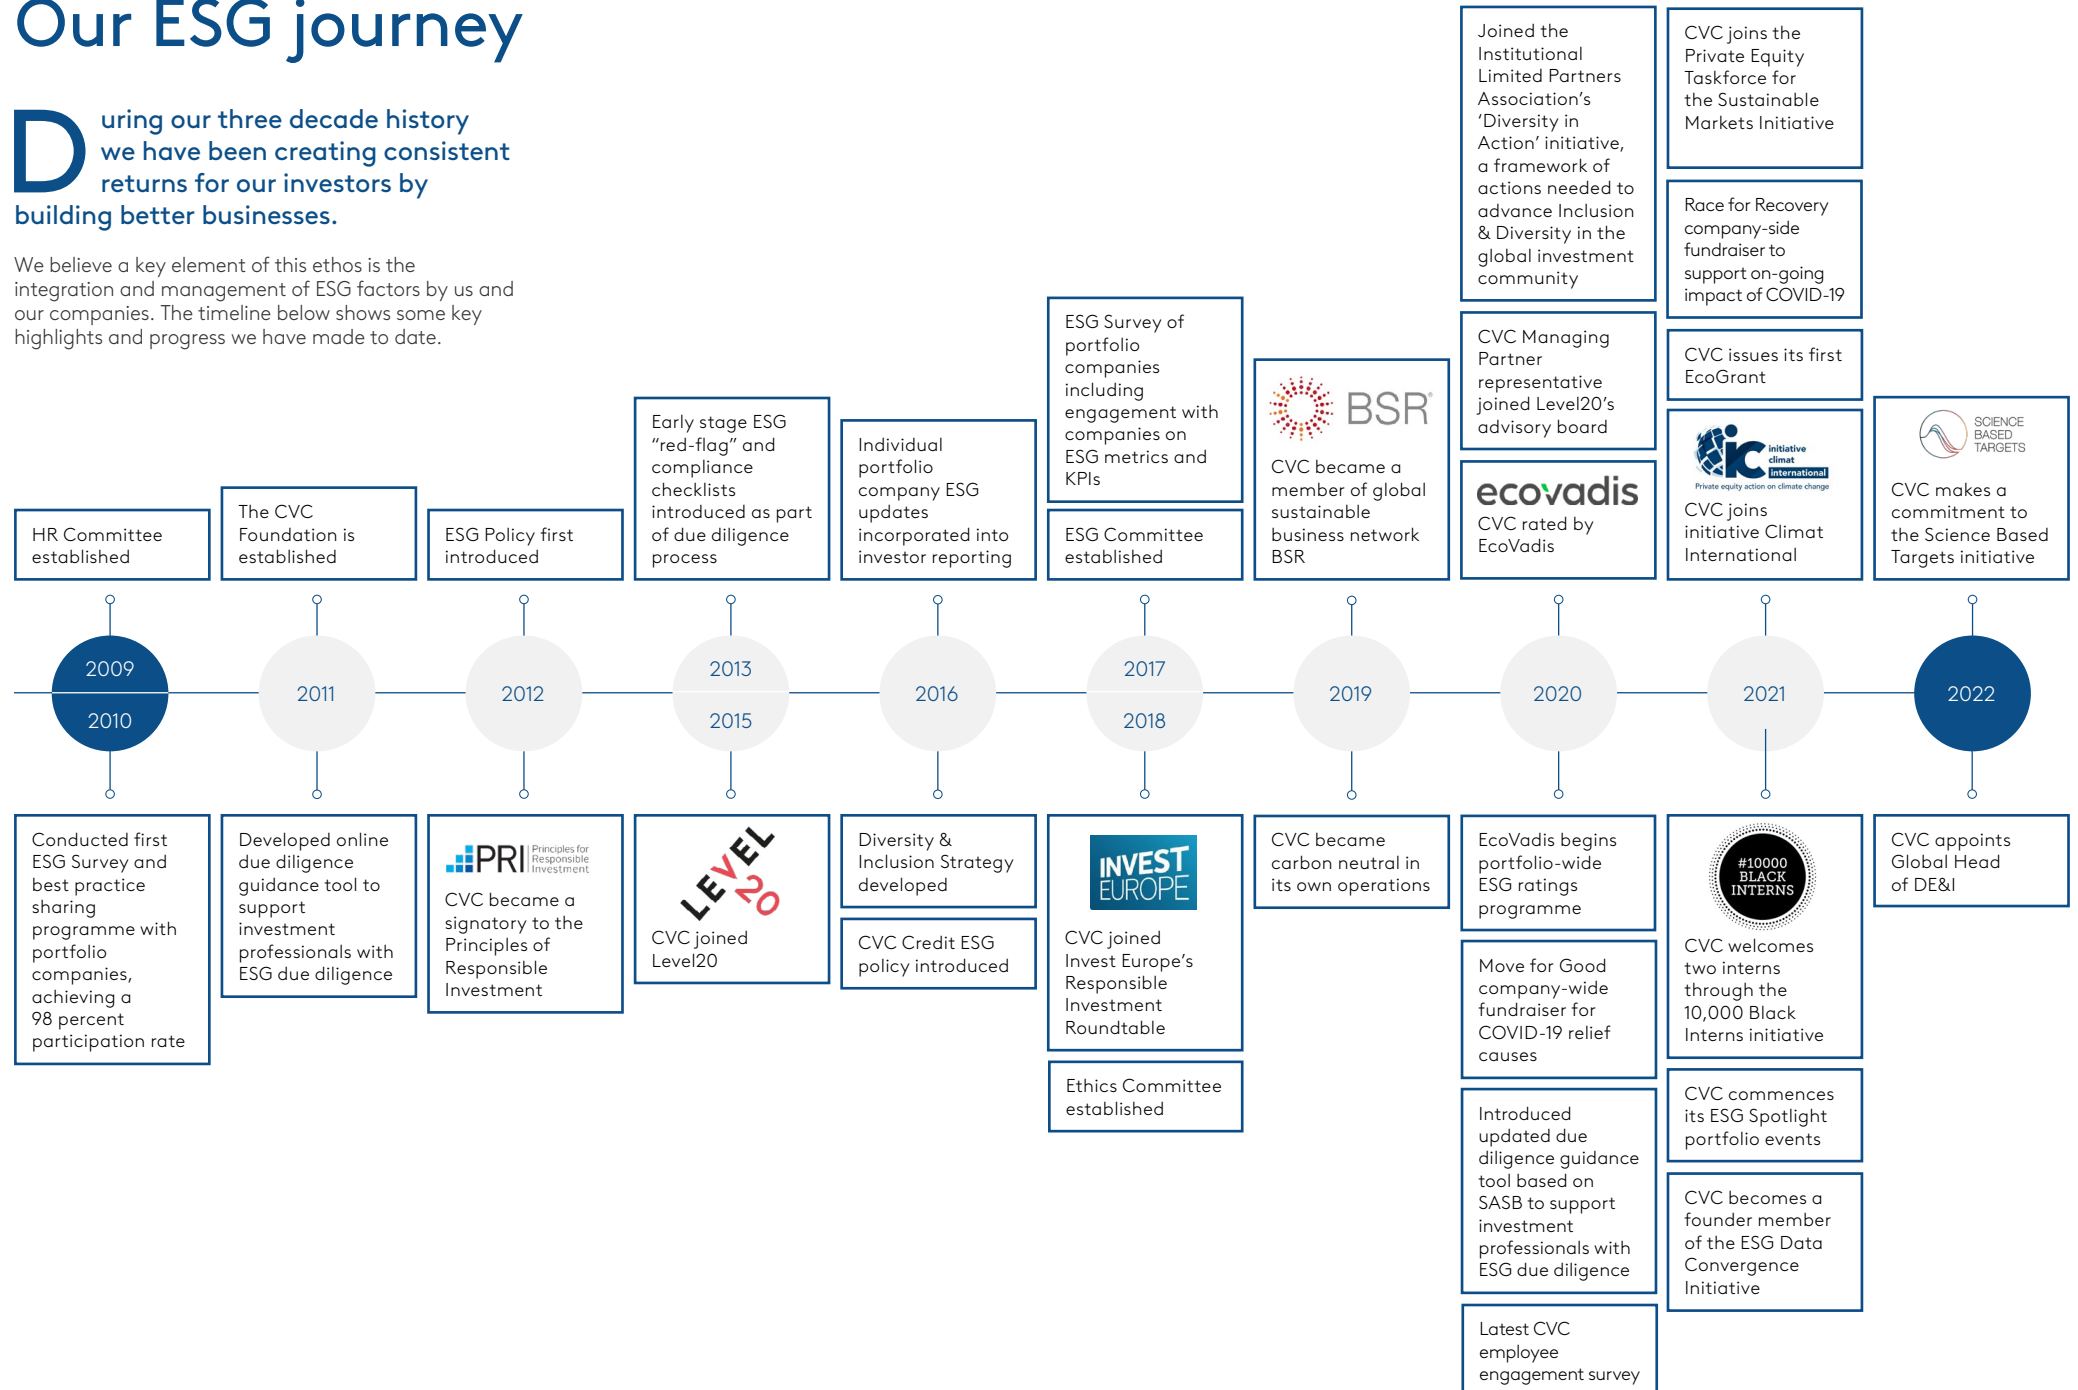 Our ESG journey
During our three decade history
we have been creating consistent
returns for our investors by
building better businesses.
We believe a key element of this ethos is the
integration and management of ESG factors by us and
our companies. The timeline below shows some key
highlights and progress we have made to date.
HR Committee
established
2009
2010
Conducted first
ESG Survey and
best practice
sharing
programme with
portfolio
companies,
achieving a
98 percent
participation rate
The CVC
Foundation is
established
2011
Developed online
due diligence
guidance tool to
support
investment
professionals with
ESG due diligence
ESG Policy first
introduced
2012
PRI
Principles for
Responsible
Investment
CVC became a
signatory to the
Principles of
Responsible
Investment
Early stage ESG
“red-flag” and
compliance
checklists
introduced as part
of due diligence
process
2013
2015
LEVEL
20
CVC joined
Level20
Individual
portfolio
company ESG
updates
incorporated into
investor reporting
2016
Diversity &
Inclusion Strategy
developed
CVC Credit ESG
policy introduced
ESG Survey of
portfolio
companies
including
engagement with
companies on
ESG metrics and
KPIs
ESG Committee
established
2017
2018
INVEST
EUROPE
CVC joined
Invest Europe’s
Responsible
Investment
Roundtable
Ethics Committee
established
BSR®
CVC became a
member of global
sustainable
business network
BSR
2019
CVC became
carbon neutral in
its own operations
Joined the
Institutional
Limited Partners
Association’s
‘Diversity in
Action’ initiative,
a framework of
actions needed to
advance Inclusion
& Diversity in the
global investment
community
CVC Managing
Partner
representative
joined Level20’s
advisory board
ecovadis
CVC rated by
EcoVadis
2020
EcoVadis begins
portfolio-wide
ESG ratings
programme
Move for Good
company-wide
fundraiser for
COVID-19 relief
causes
Introduced
updated due
diligence guidance
tool based on
SASB to support
investment
professionals with
ESG due diligence
Latest CVC
employee
engagement survey
CVC joins the
Private Equity
Taskforce for
the Sustainable
Markets Initiative
Race for Recovery
company-side
fundraiser to
support on-going
impact of COVID-19
CVC issues its first
EcoGrant
iC
initiative
climat
international
Private equity action on climate change
CVC joins
initiative Climat
International
2021
#10000
BLACK
INTERNS
CVC welcomes
two interns
through the
10,000 Black
Interns initiative
CVC commences
its ESG Spotlight
portfolio events
CVC becomes a
founder member
of the ESG Data
Convergence
Initiative
SCIENCE
BASED
TARGETS
CVC makes a
commitment to
the Science Based
Targets initiative
2022
CVC appoints
Global Head
of DE&I